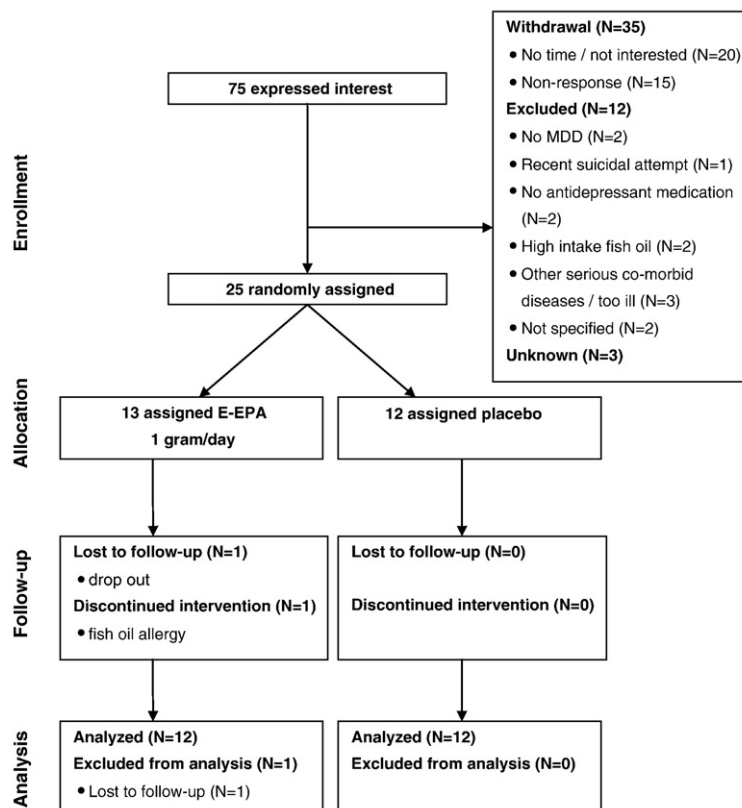 Enrollment
75 expressed interest
Withdrawal (N=35)
• No time / not interested (N=20)
• Non-response (N=15)
Excluded (N=12)
• No MDD (N=2)
• Recent suicidal attempt (N=1)
• No antidepressant medication
(N=2)
• High intake fish oil (N=2)
• Other serious co-morbid
diseases / too ill (N=3)
• Not specified (N=2)
Unknown (N=3)
25 randomly assigned
Allocation
13 assigned E-EPA
1 gram/day
12 assigned placebo
Follow-up
Lost to follow-up (N=1)
• drop out
Discontinued intervention (N=1)
• fish oil allergy
Lost to follow-up (N=0)
Discontinued intervention (N=0)
Analysis
Analyzed (N=12)
Excluded from analysis (N=1)
• Lost to follow-up (N=1)
Analyzed (N=12)
Excluded from analysis (N=0)